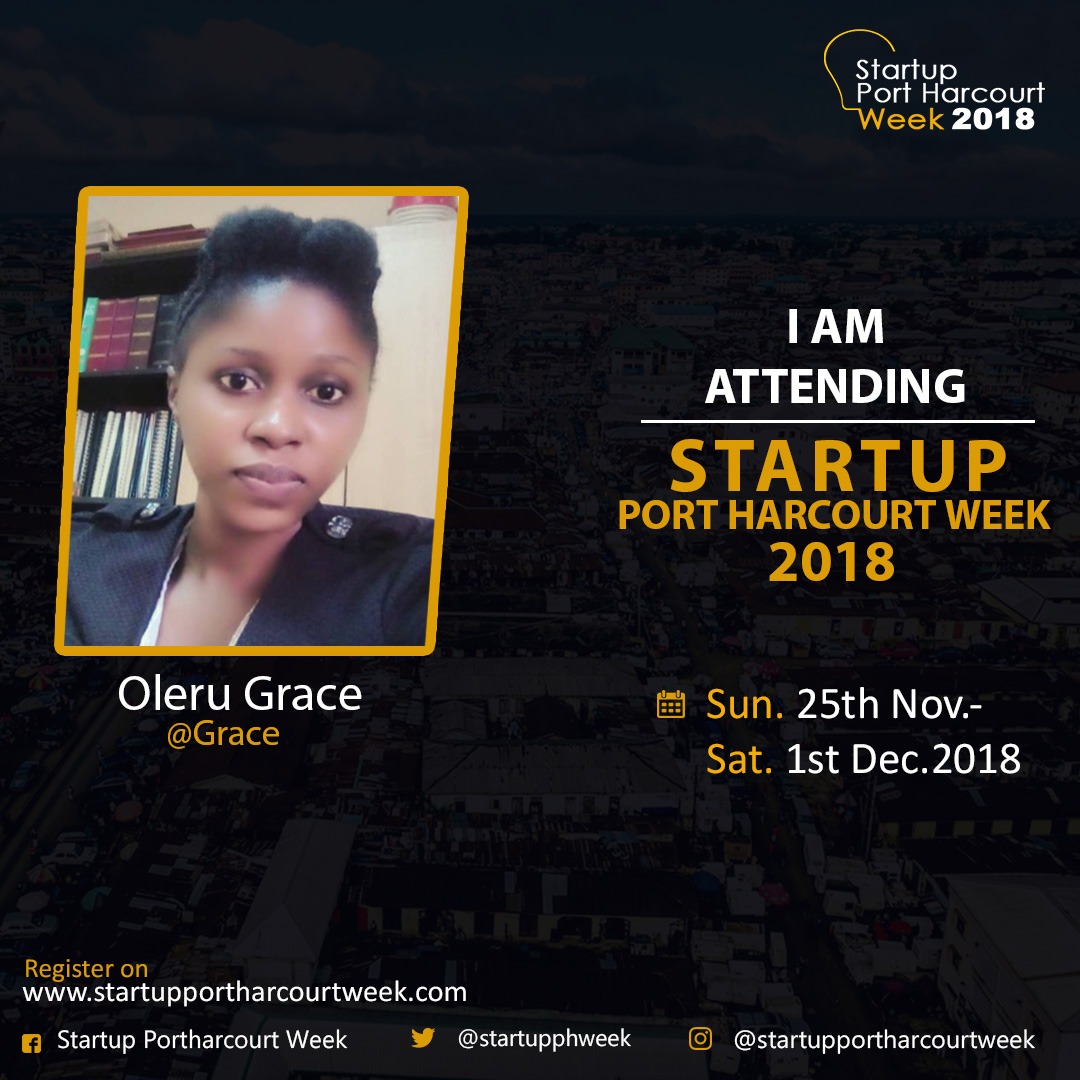 Startup
Port Harcourt
Week 2018
I AM
ATTENDING
STARTUP
PORT HARCOURT WEEK
2018
Oleru Grace
@Grace
Sun. 25th Nov.-
Sat. 1st Dec.2018
Register on
www.startupportharcourtweek.com
Startup Portharcourt Week
@startupphweek
@startupportharcourtweek